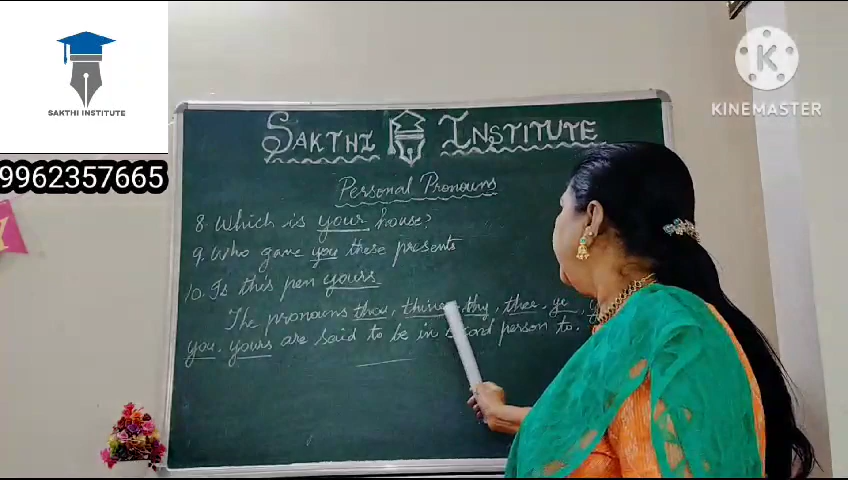 SAKTHI INSTITUTE
KINEMASTER
9962357665
SAKTHI INSTITUTE
Personal Pronouns
8. Which is your house?
9. Who gave you these presents
10. Is this pen yours
The pronouns thou, thine, thy, thee, ye,
you, yours are said to be in second person to.